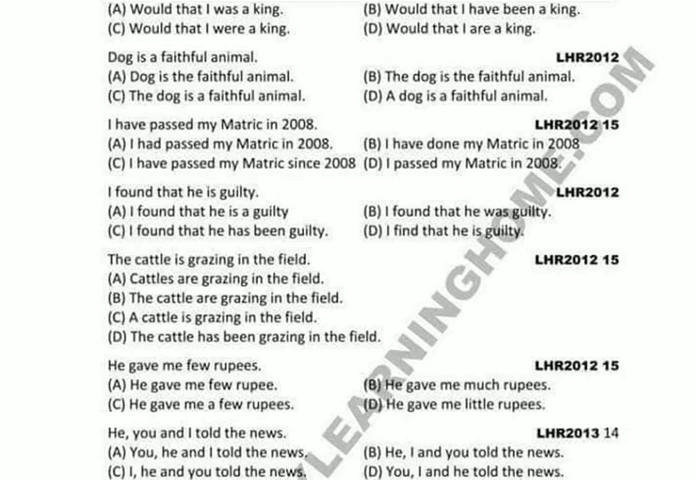 (A) Would that I was a king. (B) Would that I have been a king.
(C) Would that I were a king. (D) Would that I are a king.
Dog is a faithful animal. LHR2012
(A) Dog is the faithful animal. (B) The dog is the faithful animal.
(C) The dog is a faithful animal. (D) A dog is a faithful animal.
I have passed my Matric in 2008. LHR2012 15
(A) I had passed my Matric in 2008. (B) I have done my Matric in 2008
(C) I have passed my Matric since 2008 (D) I passed my Matric in 2008.
I found that he is guilty. LHR2012
(A) I found that he is a guilty (B) I found that he was guilty.
(C) I found that he has been guilty. (D) I find that he is guilty.
The cattle is grazing in the field. LHR2012 15
(A) Cattles are grazing in the field.
(B) The cattle are grazing in the field.
(C) A cattle is grazing in the field.
(D) The cattle has been grazing in the field.
He gave me few rupees. LHR2012 15
(A) He gave me few rupee. (B) He gave me much rupees.
(C) He gave me a few rupees. (D) He gave me little rupees.
He, you and I told the news. LHR2013 14
(A) You, he and I told the news. (B) He, I and you told the news.
(C) I, he and you told the news. (D) You, I and he told the news.
YLEARNINGHOME.COM